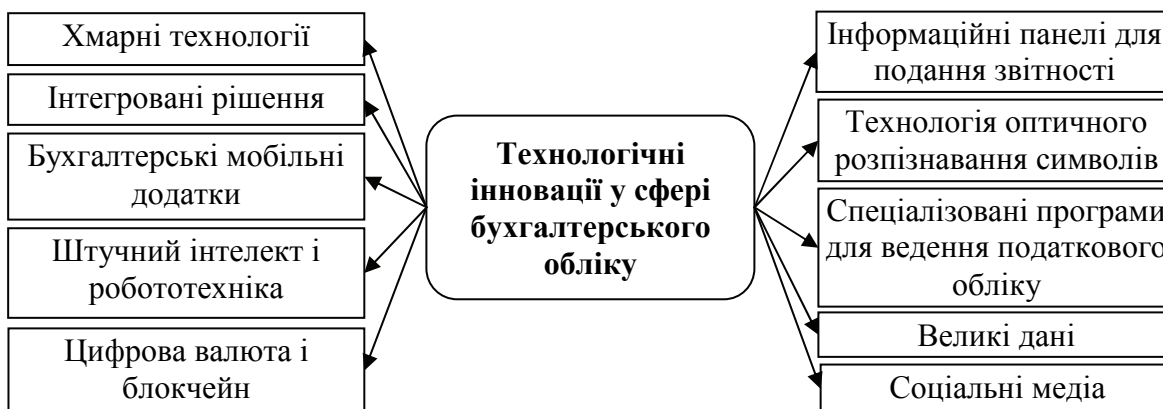 Хмарні технології
Інтегровані рішення
Бухгалтерські мобільні
додатки
Штучний інтелект і
робототехніка
Цифрова валюта і
блокчейн
Технологічні
інновації у сфері
бухгалтерського
обліку
Інформаційні панелі для
подання звітності
Технологія оптичного
розпізнавання символів
Спеціалізовані програми
для ведення податкового
обліку
Великі дані
Соціальні медіа